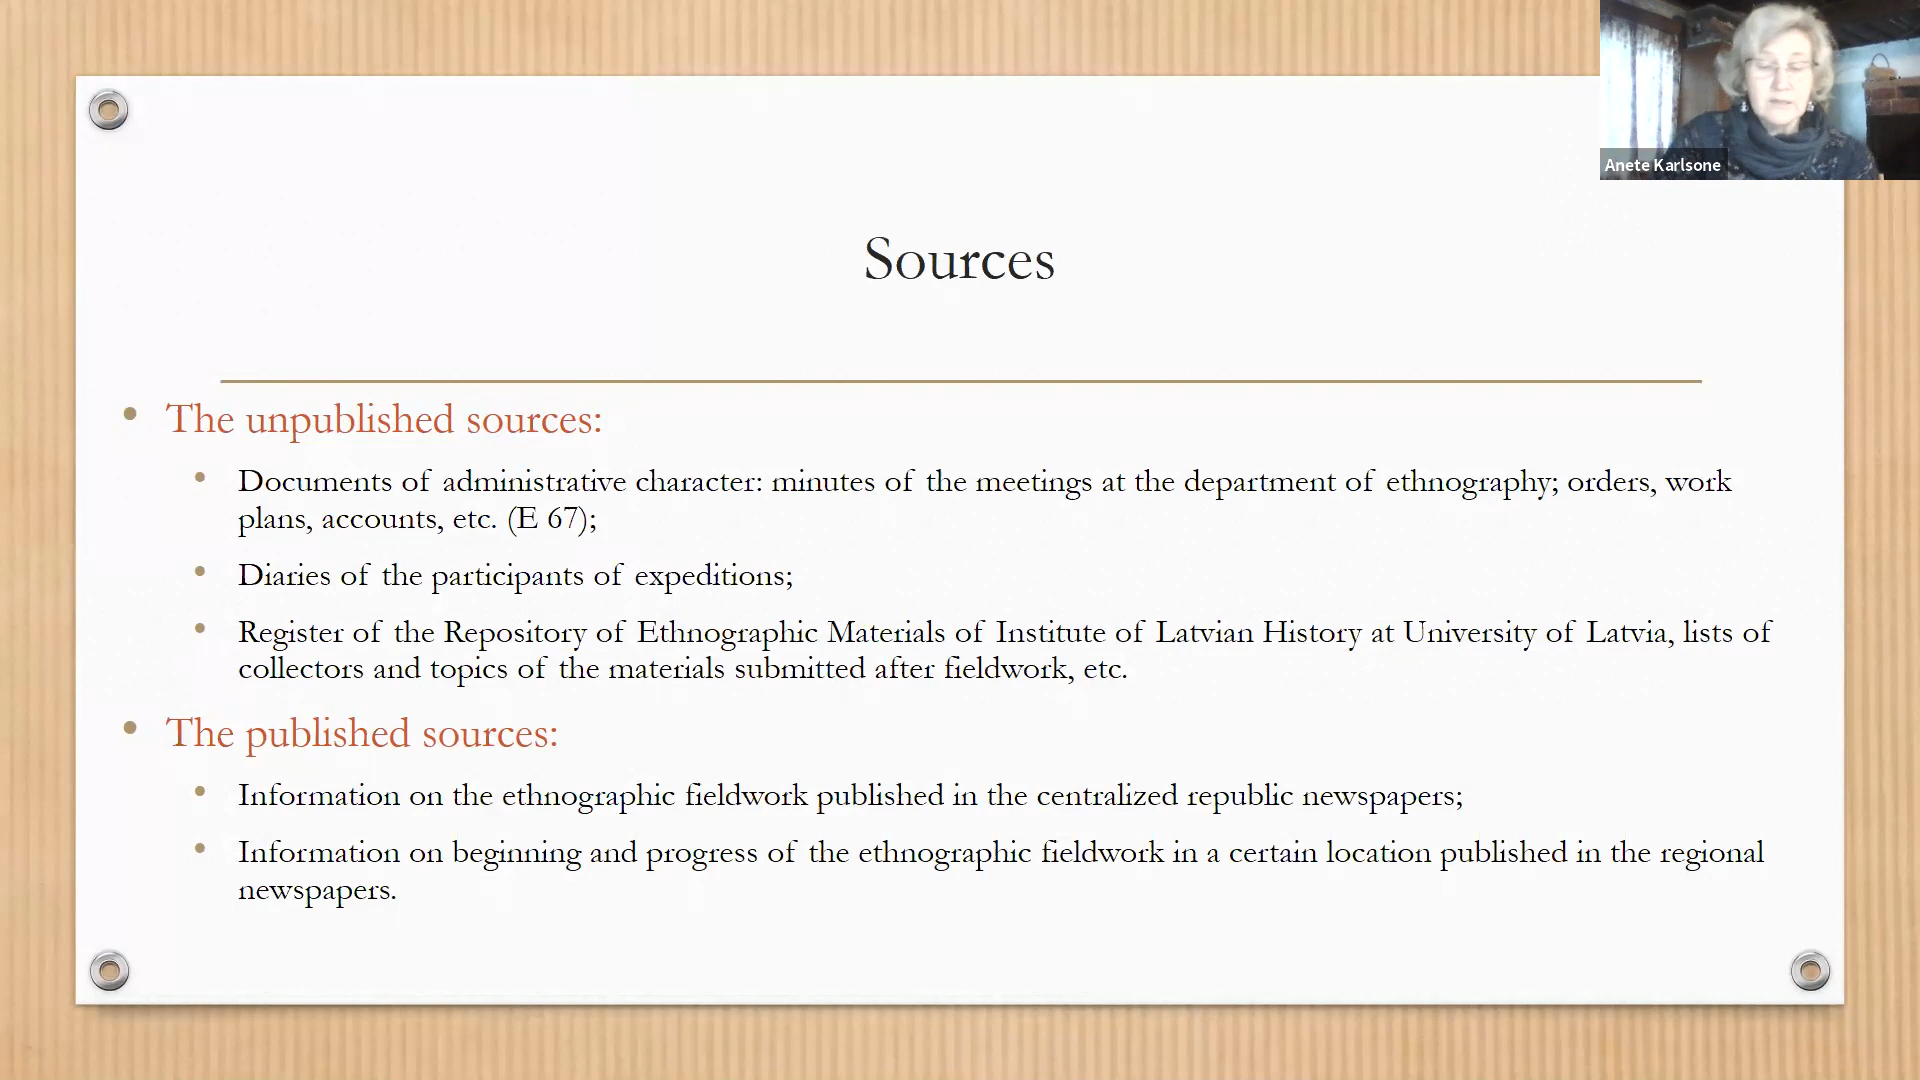 Anete Karlsone
Sources
• The unpublished sources:
• Documents of administrative character: minutes of the meetings at the department of ethnography; orders, work
plans, accounts, etc. (E 67);
• Diaries of the participants of expeditions;
• Register of the Repository of Ethnographic Materials of Institute of Latvian History at University of Latvia, lists of
collectors and topics of the materials submitted after fieldwork, etc.
• The published sources:
• Information on the ethnographic fieldwork published in the centralized republic newspapers;
• Information on beginning and progress of the ethnographic fieldwork in a certain location published in the regional
newspapers.